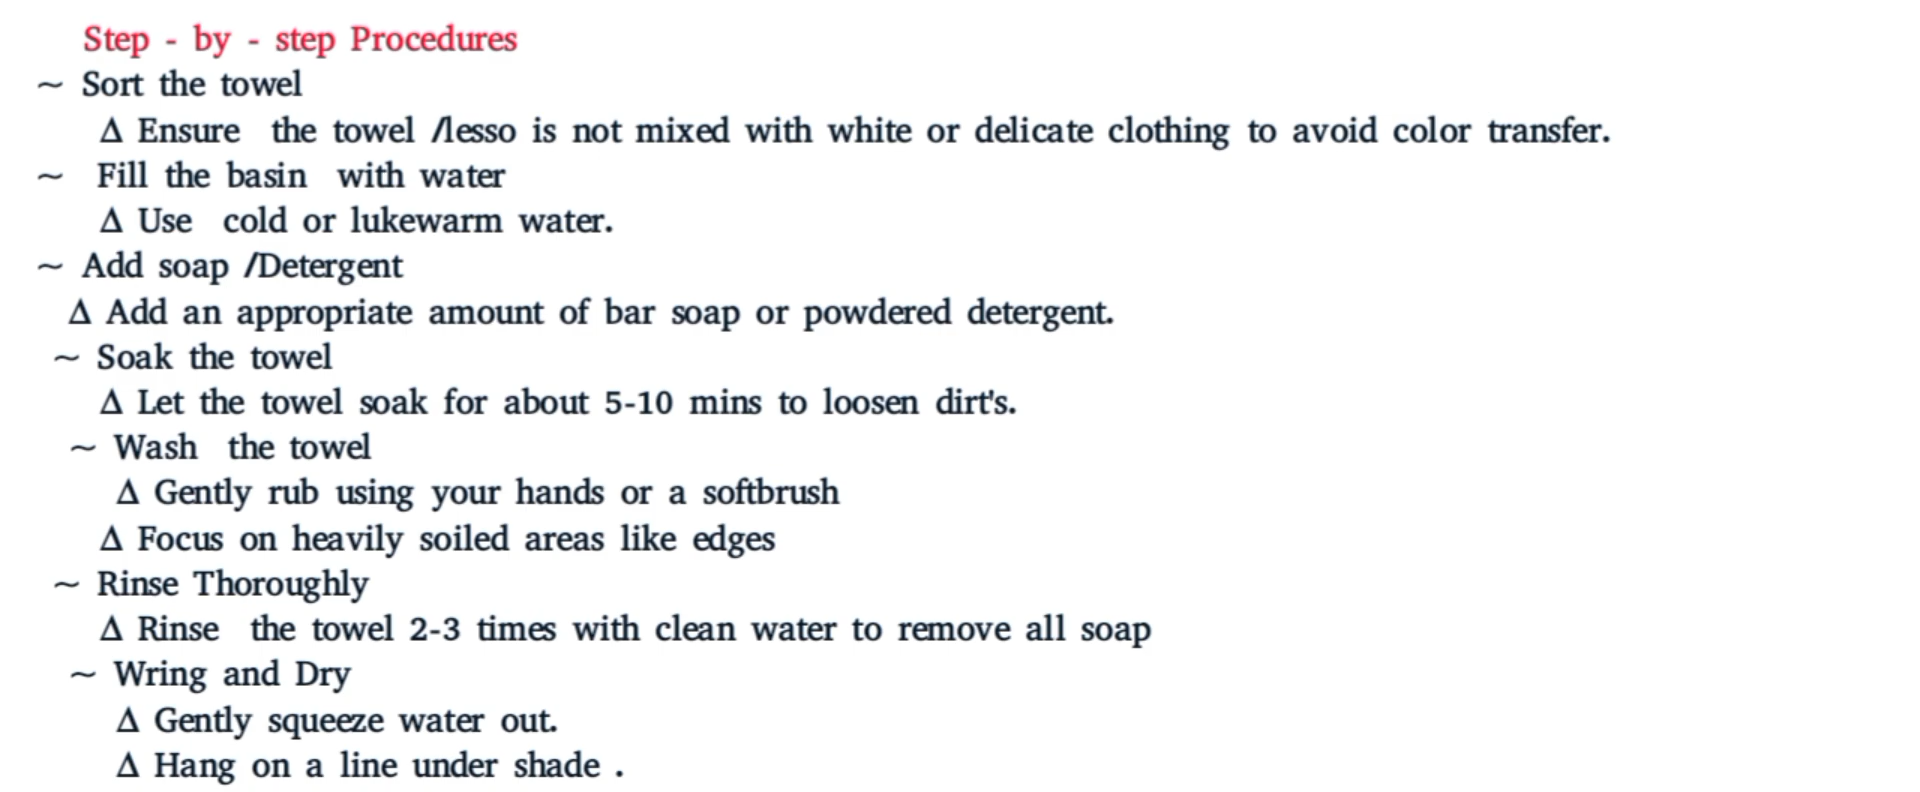 Step - by - step Procedures
~ Sort the towel
Δ Ensure the towel /lesso is not mixed with white or delicate clothing to avoid color transfer.
~ Fill the basin with water
Δ Use cold or lukewarm water.
~ Add soap /Detergent
Δ Add an appropriate amount of bar soap or powdered detergent.
~ Soak the towel
Δ Let the towel soak for about 5-10 mins to loosen dirt's.
~ Wash the towel
Δ Gently rub using your hands or a softbrush
Δ Focus on heavily soiled areas like edges
~ Rinse Thoroughly
Δ Rinse the towel 2-3 times with clean water to remove all soap
~ Wring and Dry
Δ Gently squeeze water out.
Δ Hang on a line under shade .